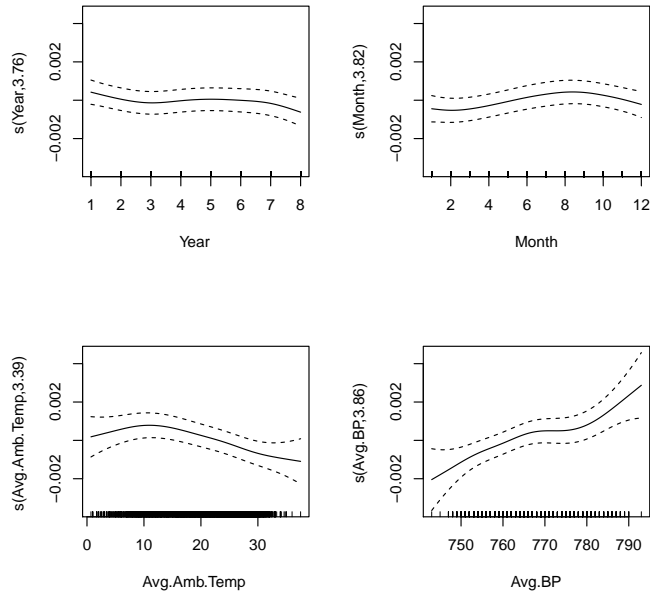 s(Year,3.76)
0.002
−0.002
1 2 3 4 5 6 7 8
Year
s(Month,3.82)
0.002
−0.002
2 4 6 8 10 12
Month
s(Avg.Amb.Temp,3.39)
0.002
−0.002
0 10 20 30
Avg.Amb.Temp
s(Avg.BP,3.86)
0.002
−0.002
750 760 770 780 790
Avg.BP